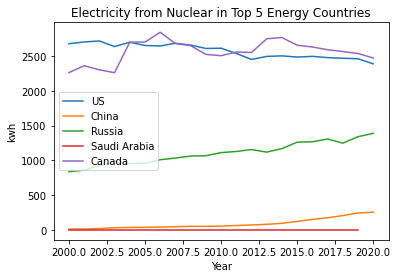 Electricity from Nuclear in Top 5 Energy Countries
2500
2000
1500
1000
500
0
kwh
US
China
Russia
Saudi Arabia
Canada
2000.0 2002.5 2005.0 2007.5 2010.0 2012.5 2015.0 2017.5 2020.0
Year